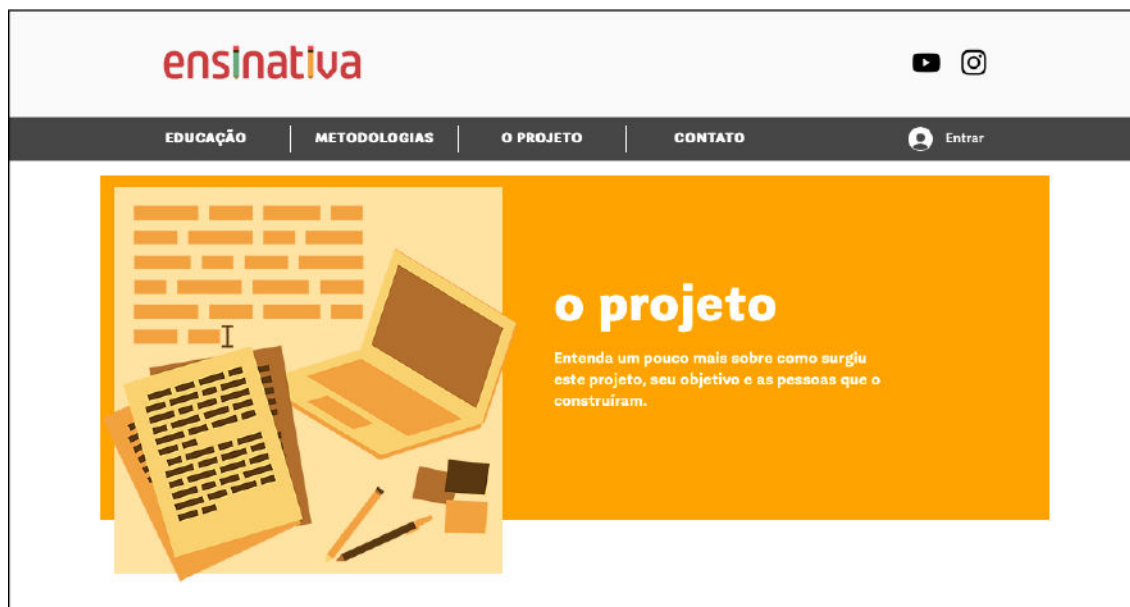 ensinativa
EDUCAÇÃO
METODOLOGIAS
O PROJETO
CONTATO
Entrar
o projeto
Entenda um pouco mais sobre como surgiu
este projeto, seu objetivo e as pessoas que o
construíram.